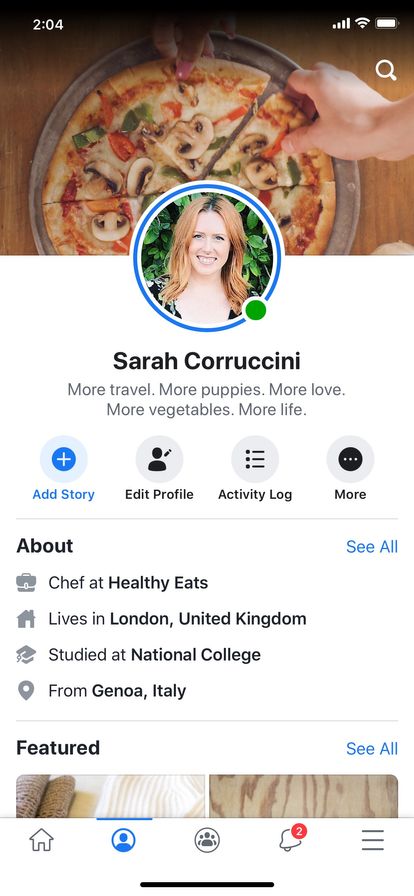 2:04
Sarah Corruccini
More travel. More puppies. More love.
More vegetables. More life.
Add Story
Edit Profile
Activity Log
More
About
See All
Chef at Healthy Eats
Lives in London, United Kingdom
Studied at National College
From Genoa, Italy
Featured
See All
2